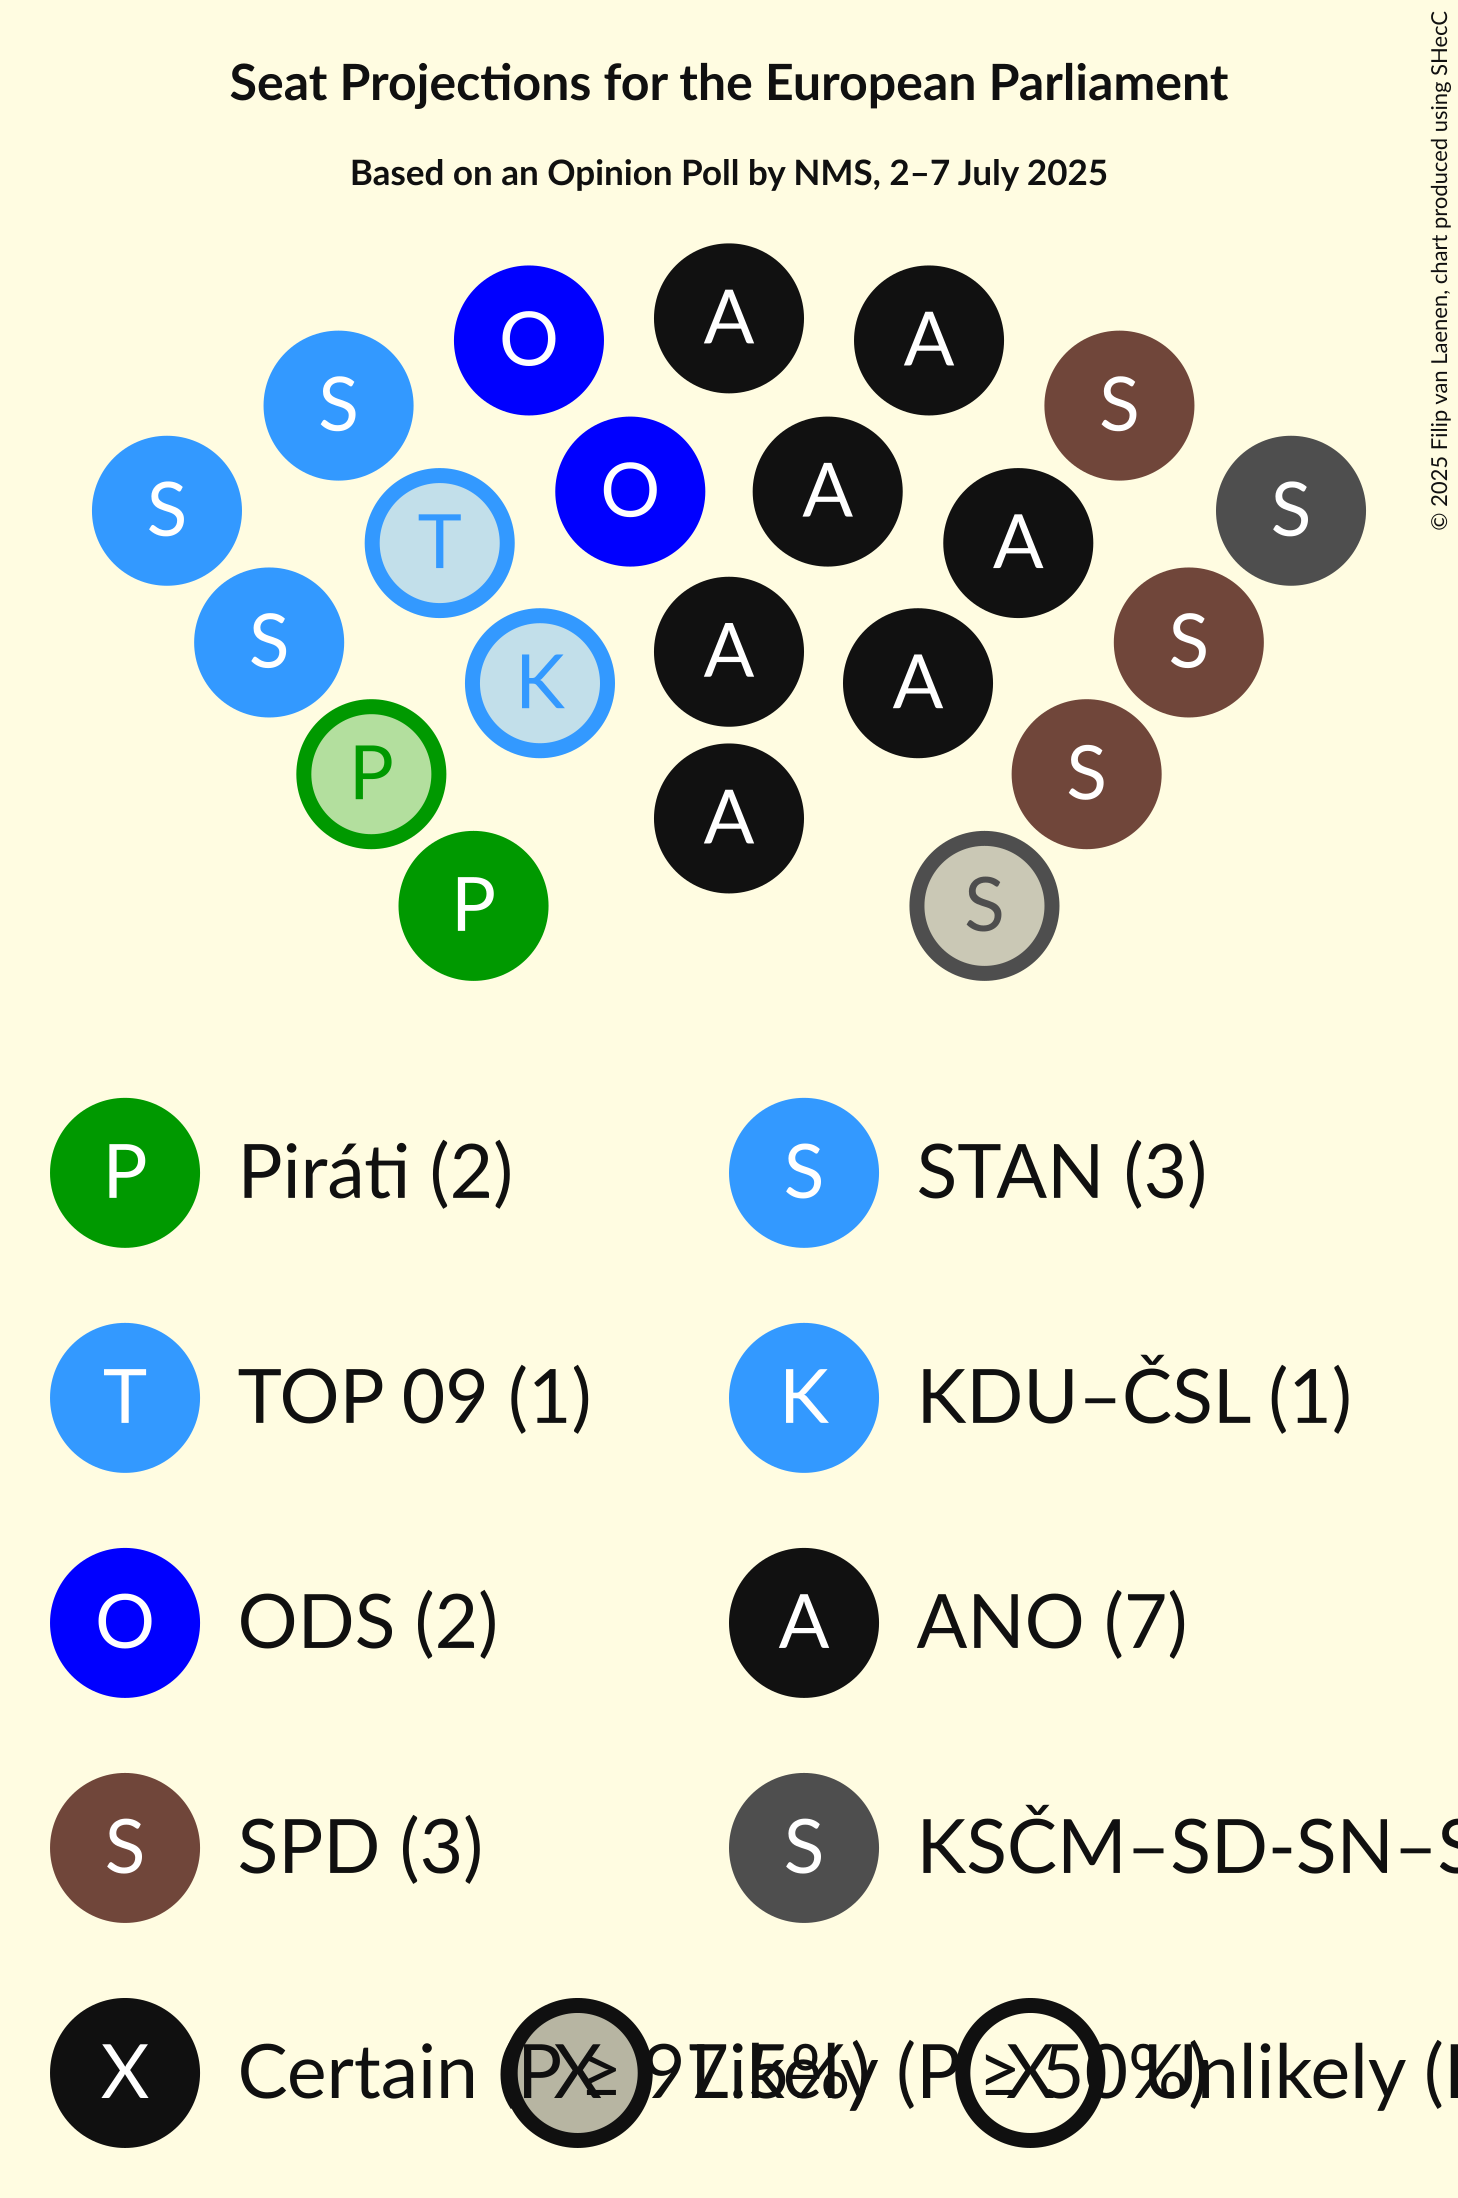 Seat Projections for the European Parliament
Based on an Opinion Poll by NMS, 2–7 July 2025
© 2025 Filip van Laenen, chart produced using SHecC
O A A
S S
S O A S
T A
S A S
K A
P S
A
P S
P Piráti (2) S STAN (3)
T TOP 09 (1) K KDU–ČSL (1)
O ODS (2) A ANO (7)
S SPD (3) S KSČM–SD-SN–S
X Certain (P ≥ 97.5%) X Likely (P ≥ 50%) X Unlikely (